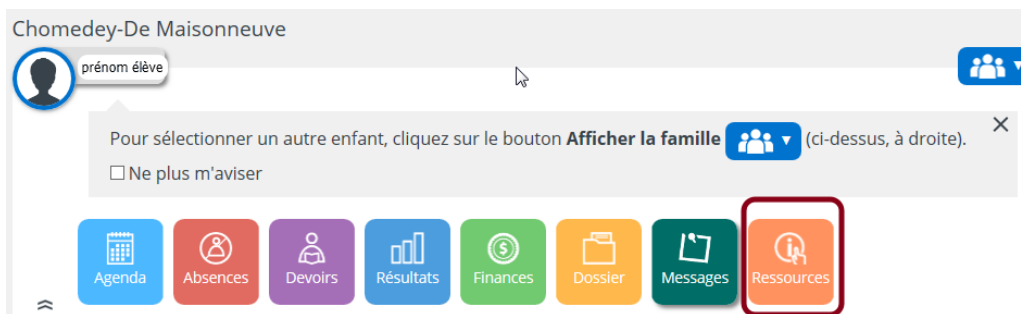 Chomedey-De Maisonneuve
prénom élève
Pour sélectionner un autre enfant, cliquez sur le bouton Afficher la famille (ci-dessus, à droite).
Ne plus m'aviser
Agenda Absences Devoirs Résultats Finances Dossier Messages Ressources